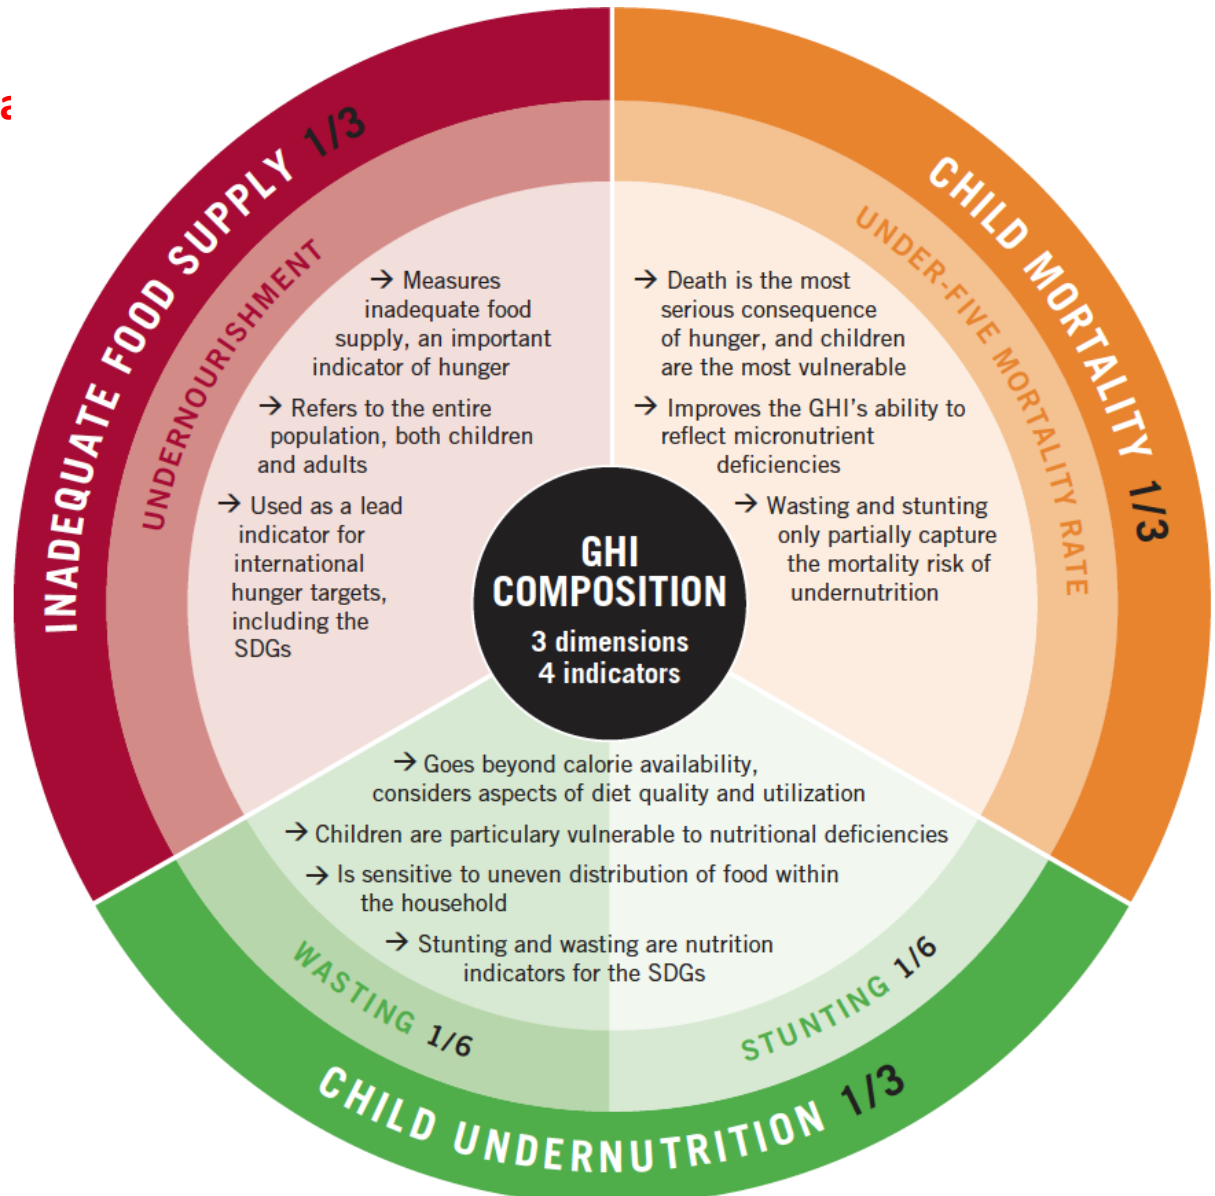 a
INADEQUATE FOOD SUPPLY 1/3
UNDERNOURISHMENT
→ Measures
inadequate food
supply, an important
indicator of hunger
→ Refers to the entire
population, both children
and adults
→ Used as a lead
indicator for
international
hunger targets,
including the
SDGs
CHILD MORTALITY 1/3
UNDER-FIVE MORTALITY RATE
→ Death is the most
serious consequence
of hunger, and children
are the most vulnerable
→ Improves the GHI’s ability to
reflect micronutrient
deficiencies
→ Wasting and stunting
only partially capture
the mortality risk of
undernutrition
GHI
COMPOSITION
3 dimensions
4 indicators
→ Goes beyond calorie availability,
considers aspects of diet quality and utilization
→ Children are particulary vulnerable to nutritional deficiencies
→ Is sensitive to uneven distribution of food within
the household
→ Stunting and wasting are nutrition
indicators for the SDGs
WASTING 1/6
STUNTING 1/6
CHILD UNDERNUTRITION 1/3